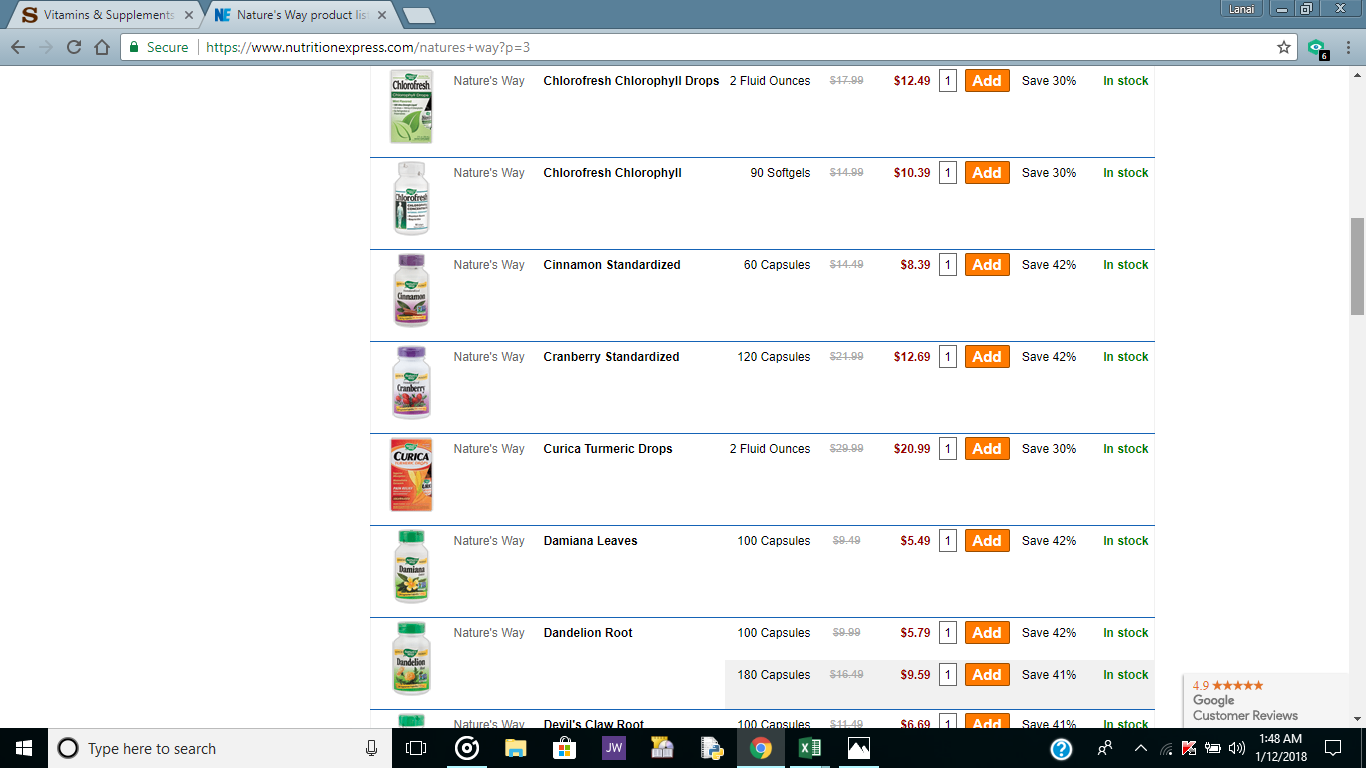 Vitamins & Supplements
Nature's Way product lis
Lanai
Secure
https://www.nutritionexpress.com/natures+way?p=3
6
Nature's Way Chlorofresh Chlorophyll Drops 2 Fluid Ounces $17.99 $12.49 1 Add Save 30% In stock
Chlorofresh
Chlorophyll Drops
Nature's Way Chlorofresh Chlorophyll 90 Softgels $14.99 $10.39 1 Add Save 30% In stock
Chlorofresh
Nature's Way Cinnamon Standardized 60 Capsules $14.49 $8.39 1 Add Save 42% In stock
Cinnamon
Nature's Way Cranberry Standardized 120 Capsules $21.99 $12.69 1 Add Save 42% In stock
Cranberry
Nature's Way Curica Turmeric Drops 2 Fluid Ounces $29.99 $20.99 1 Add Save 30% In stock
CURICA
Nature's Way Damiana Leaves 100 Capsules $9.49 $5.49 1 Add Save 42% In stock
Damiana
Nature's Way Dandelion Root 100 Capsules $9.99 $5.79 1 Add Save 42% In stock
Dandelion
180 Capsules $16.49 $9.59 1 Add Save 41% In stock
4.9
Google
Customer Reviews
Nature's Way Devil's Claw Root 100 Capsules $11.49 $6.69 1 Add Save 41% In stock
Type here to search
JW
1:48 AM
1/12/2018